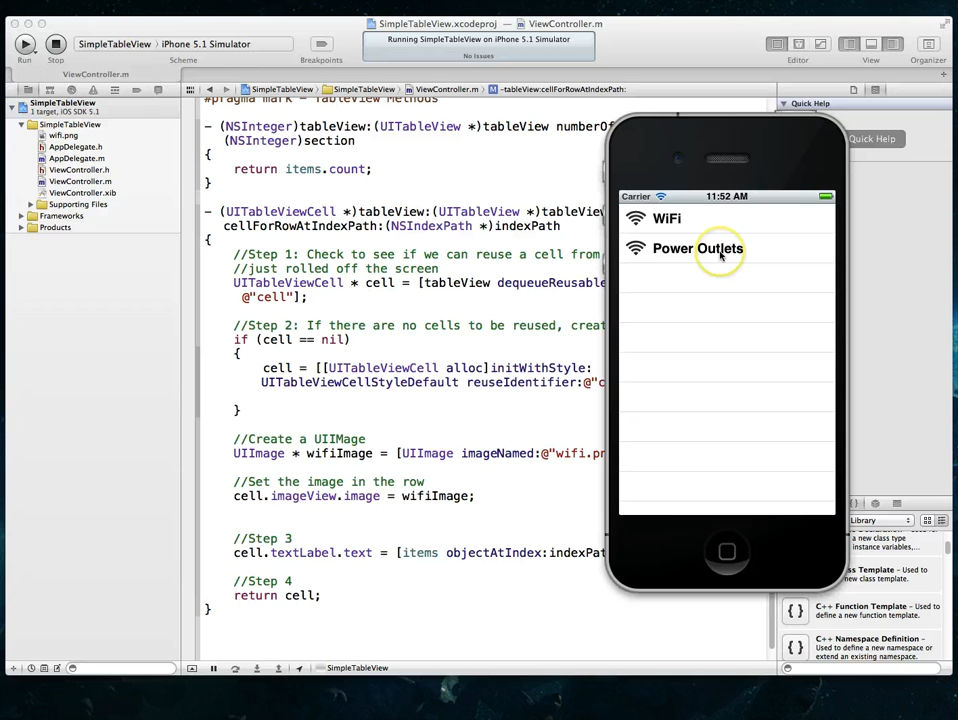 SimpleTableView.xcodeproj — ViewController.m
Run Stop
SimpleTableView › iPhone 5.1 Simulator
Scheme
Breakpoints
Running SimpleTableView on iPhone 5.1 Simulator
No Issues
Editor View Organizer
ViewController.m
SimpleTableView
1 target, iOS SDK 5.1
SimpleTableView
wifi.png
AppDelegate.h
AppDelegate.m
ViewController.h
ViewController.m
ViewController.xib
Supporting Files
Frameworks
Products
SimpleTableView › SimpleTableView › ViewController.m › M -tableView:cellForRowAtIndexPath:
#pragma mark - TableView Methods
- (NSInteger)tableView:(UITableView *)tableView numberOf
(NSInteger)section
{
return items.count;
}
- (UITableViewCell *)tableView:(UITableView *)tableView
cellForRowAtIndexPath:(NSIndexPath *)indexPath
{
//Step 1: Check to see if we can reuse a cell from
//just rolled off the screen
UITableViewCell * cell = [tableView dequeueReusable
@"cell"];
//Step 2: If there are no cells to be reused, creat
if (cell == nil)
{
cell = [[UITableViewCell alloc]initWithStyle:
UITableViewCellStyleDefault reuseIdentifier:@"c
}
//Create a UIIMage
UIImage * wifiImage = [UIImage imageNamed:@"wifi.pn
//Set the image in the row
cell.imageView.image = wifiImage;
//Step 3
cell.textLabel.text = [items objectAtIndex:indexPat
//Step 4
return cell;
}
Carrier 11:52 AM
WiFi
Power Outlets
Quick Help
Quick Help
Library
class type
instance variables,...
ss Template - Used to
new class template.
{ } C++ Function Template - Used to
define a new function template.
{ } C++ Namespace Definition -
Used to define a new namespace or
extend an existing namespace.
SimpleTableView